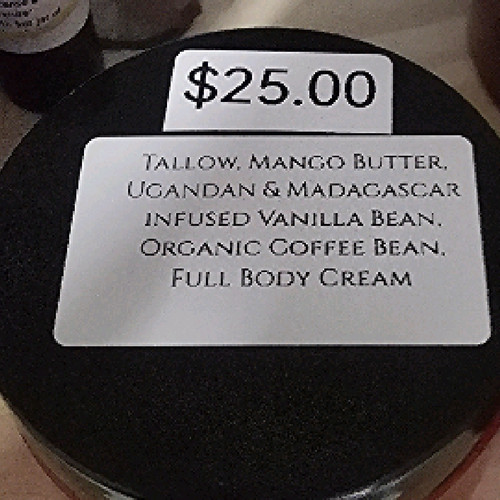 $25.00
TALLOW, MANGO BUTTER,
UGANDAN & MADAGASCAR
INFUSED VANILLA BEAN,
ORGANIC COFFEE BEAN,
FULL BODY CREAM